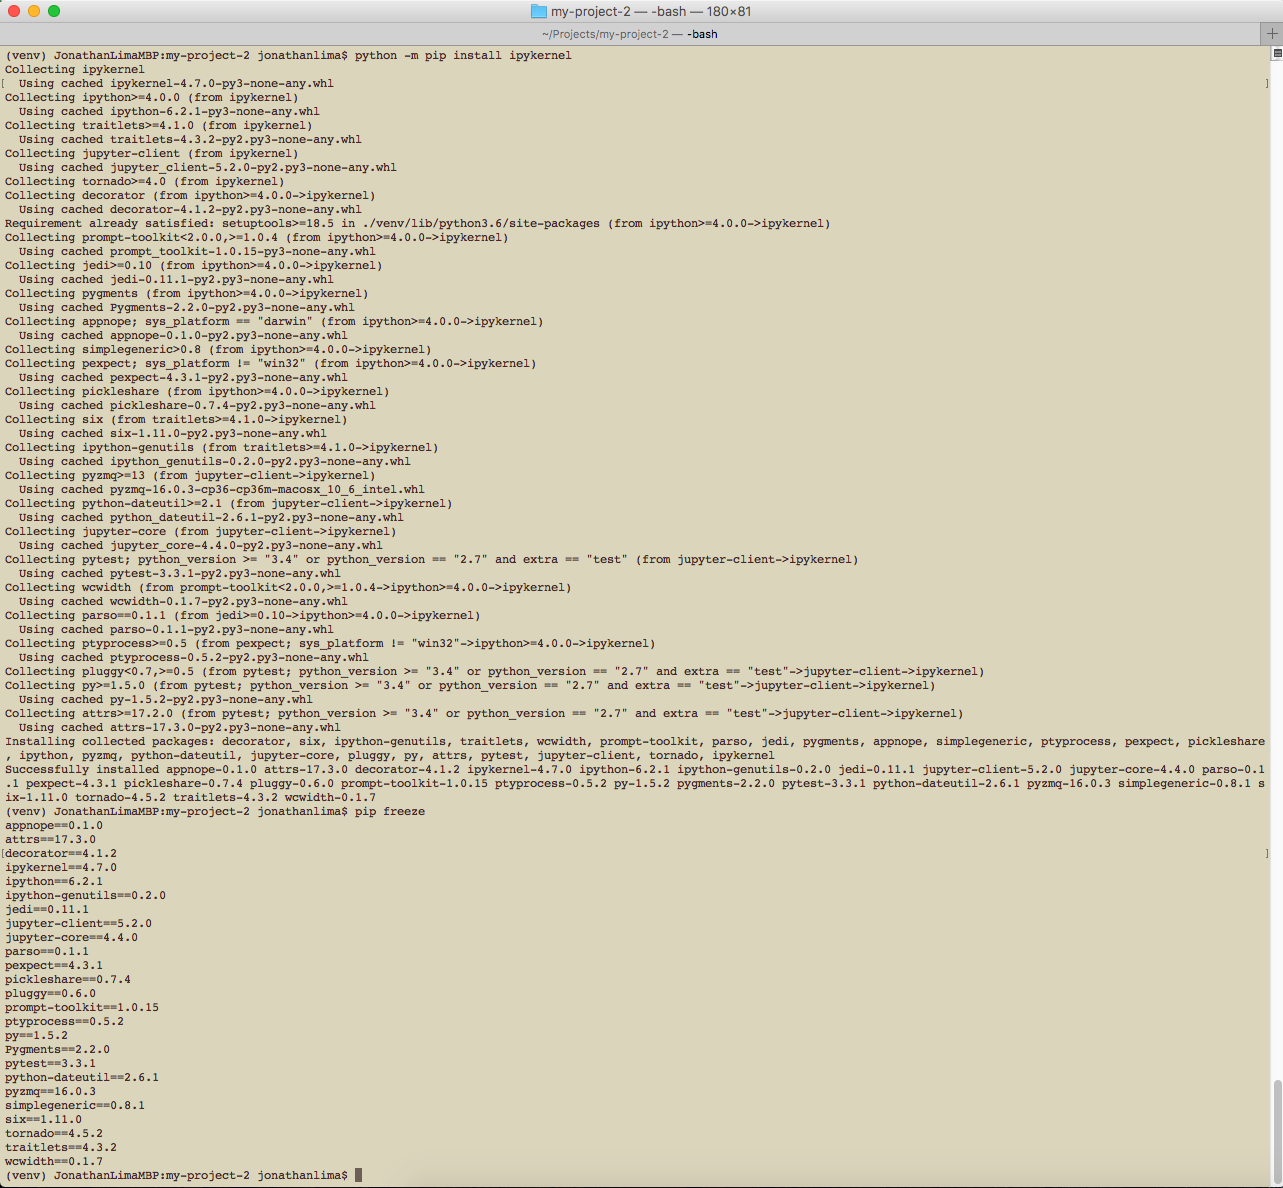 my-project-2 — -bash — 180×81
~/Projects/my-project-2 — -bash
(venv) JonathanLimaMBP:my-project-2 jonathanlima$ python -m pip install ipykernel
Collecting ipykernel
  Using cached ipykernel-4.7.0-py3-none-any.whl
Collecting ipython>=4.0.0 (from ipykernel)
  Using cached ipython-6.2.1-py3-none-any.whl
Collecting traitlets>=4.1.0 (from ipykernel)
  Using cached traitlets-4.3.2-py2.py3-none-any.whl
Collecting jupyter-client (from ipykernel)
  Using cached jupyter_client-5.2.0-py2.py3-none-any.whl
Collecting tornado>=4.0 (from ipykernel)
Collecting decorator (from ipython>=4.0.0->ipykernel)
  Using cached decorator-4.1.2-py2.py3-none-any.whl
Requirement already satisfied: setuptools>=18.5 in ./venv/lib/python3.6/site-packages (from ipython>=4.0.0->ipykernel)
Collecting prompt-toolkit<2.0.0,>=1.0.4 (from ipython>=4.0.0->ipykernel)
  Using cached prompt_toolkit-1.0.15-py3-none-any.whl
Collecting jedi>=0.10 (from ipython>=4.0.0->ipykernel)
  Using cached jedi-0.11.1-py2.py3-none-any.whl
Collecting pygments (from ipython>=4.0.0->ipykernel)
  Using cached Pygments-2.2.0-py2.py3-none-any.whl
Collecting appnope; sys_platform == "darwin" (from ipython>=4.0.0->ipykernel)
  Using cached appnope-0.1.0-py2.py3-none-any.whl
Collecting simplegeneric>0.8 (from ipython>=4.0.0->ipykernel)
Collecting pexpect; sys_platform != "win32" (from ipython>=4.0.0->ipykernel)
  Using cached pexpect-4.3.1-py2.py3-none-any.whl
Collecting pickleshare (from ipython>=4.0.0->ipykernel)
  Using cached pickleshare-0.7.4-py2.py3-none-any.whl
Collecting six (from traitlets>=4.1.0->ipykernel)
  Using cached six-1.11.0-py2.py3-none-any.whl
Collecting ipython-genutils (from traitlets>=4.1.0->ipykernel)
  Using cached ipython_genutils-0.2.0-py2.py3-none-any.whl
Collecting pyzmq>=13 (from jupyter-client->ipykernel)
  Using cached pyzmq-16.0.3-cp36-cp36m-macosx_10_6_intel.whl
Collecting python-dateutil>=2.1 (from jupyter-client->ipykernel)
  Using cached python_dateutil-2.6.1-py2.py3-none-any.whl
Collecting jupyter-core (from jupyter-client->ipykernel)
  Using cached jupyter_core-4.4.0-py2.py3-none-any.whl
Collecting pytest; python_version >= "3.4" or python_version == "2.7" and extra == "test" (from jupyter-client->ipykernel)
  Using cached pytest-3.3.1-py2.py3-none-any.whl
Collecting wcwidth (from prompt-toolkit<2.0.0,>=1.0.4->ipython>=4.0.0->ipykernel)
  Using cached wcwidth-0.1.7-py2.py3-none-any.whl
Collecting parso==0.1.1 (from jedi>=0.10->ipython>=4.0.0->ipykernel)
  Using cached parso-0.1.1-py2.py3-none-any.whl
Collecting ptyprocess>=0.5 (from pexpect; sys_platform != "win32"->ipython>=4.0.0->ipykernel)
  Using cached ptyprocess-0.5.2-py2.py3-none-any.whl
Collecting pluggy<0.7,>=0.5 (from pytest; python_version >= "3.4" or python_version == "2.7" and extra == "test"->jupyter-client->ipykernel)
Collecting py>=1.5.0 (from pytest; python_version >= "3.4" or python_version == "2.7" and extra == "test"->jupyter-client->ipykernel)
  Using cached py-1.5.2-py2.py3-none-any.whl
Collecting attrs>=17.2.0 (from pytest; python_version >= "3.4" or python_version == "2.7" and extra == "test"->jupyter-client->ipykernel)
  Using cached attrs-17.3.0-py2.py3-none-any.whl
Installing collected packages: decorator, six, ipython-genutils, traitlets, wcwidth, prompt-toolkit, parso, jedi, pygments, appnope, simplegeneric, ptyprocess, pexpect, pickleshare
, ipython, pyzmq, python-dateutil, jupyter-core, pluggy, py, attrs, pytest, jupyter-client, tornado, ipykernel
Successfully installed appnope-0.1.0 attrs-17.3.0 decorator-4.1.2 ipykernel-4.7.0 ipython-6.2.1 ipython-genutils-0.2.0 jedi-0.11.1 jupyter-client-5.2.0 jupyter-core-4.4.0 parso-0.1
.1 pexpect-4.3.1 pickleshare-0.7.4 pluggy-0.6.0 prompt-toolkit-1.0.15 ptyprocess-0.5.2 py-1.5.2 pygments-2.2.0 pytest-3.3.1 python-dateutil-2.6.1 pyzmq-16.0.3 simplegeneric-0.8.1 s
ix-1.11.0 tornado-4.5.2 traitlets-4.3.2 wcwidth-0.1.7
(venv) JonathanLimaMBP:my-project-2 jonathanlima$ pip freeze
appnope==0.1.0
attrs==17.3.0
decorator==4.1.2
ipykernel==4.7.0
ipython==6.2.1
ipython-genutils==0.2.0
jedi==0.11.1
jupyter-client==5.2.0
jupyter-core==4.4.0
parso==0.1.1
pexpect==4.3.1
pickleshare==0.7.4
pluggy==0.6.0
prompt-toolkit==1.0.15
ptyprocess==0.5.2
py==1.5.2
Pygments==2.2.0
pytest==3.3.1
python-dateutil==2.6.1
pyzmq==16.0.3
simplegeneric==0.8.1
six==1.11.0
tornado==4.5.2
traitlets==4.3.2
wcwidth==0.1.7
(venv) JonathanLimaMBP:my-project-2 jonathanlima$